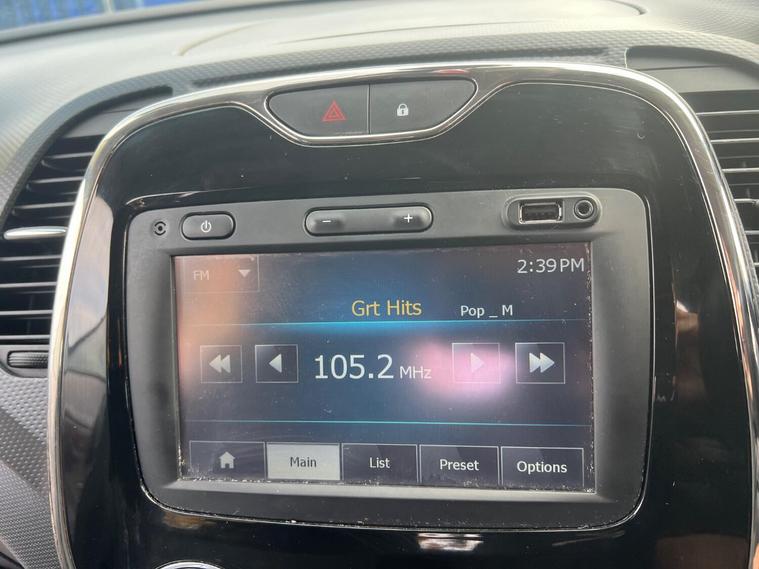 FM
2:39 PM
Grt Hits Pop _ M
105.2 MHz
Main List Preset Options